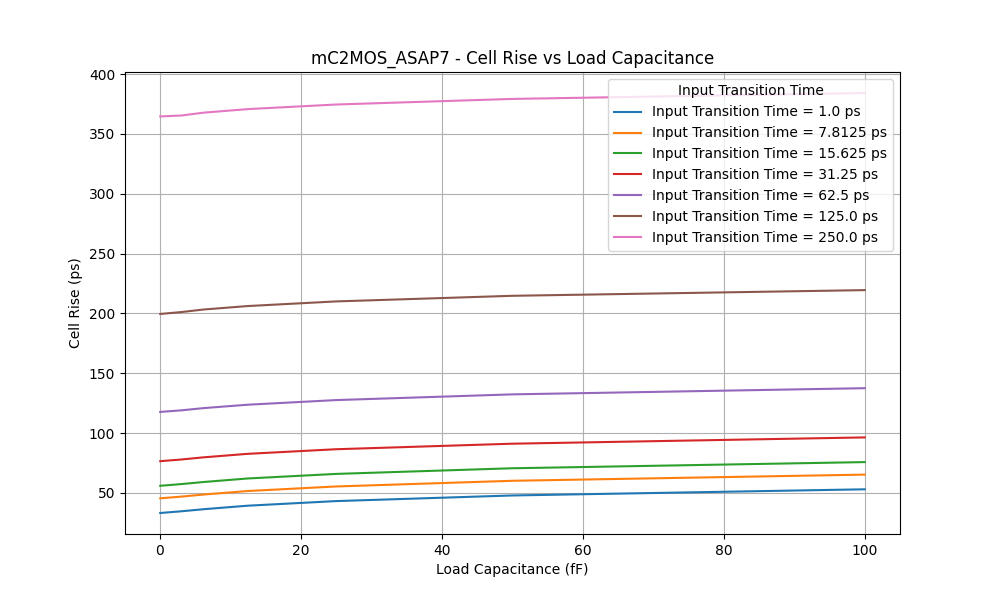 mC2MOS_ASAP7 - Cell Rise vs Load Capacitance
400
350
300
250
200
150
100
50
Cell Rise (ps)
Input Transition Time
Input Transition Time = 1.0 ps
Input Transition Time = 7.8125 ps
Input Transition Time = 15.625 ps
Input Transition Time = 31.25 ps
Input Transition Time = 62.5 ps
Input Transition Time = 125.0 ps
Input Transition Time = 250.0 ps
0 20 40 60 80 100
Load Capacitance (fF)